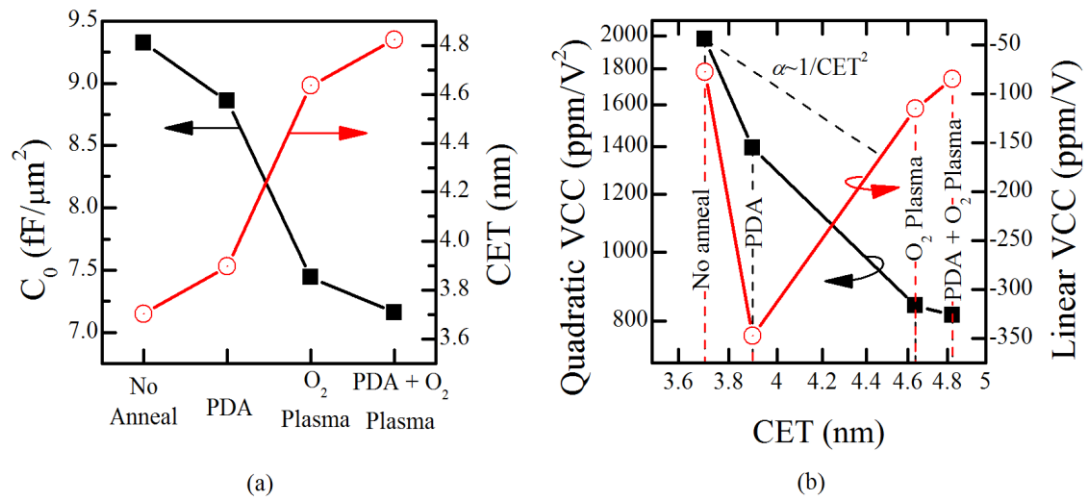 (a)
C₀ (fF/μm²)
9.5
9.0
8.5
8.0
7.5
7.0
CET (nm)
4.8
4.6
4.4
4.2
4.0
3.8
3.6
No
Anneal
PDA
O₂
Plasma
PDA + O₂
Plasma
(a)
(b)
Quadratic VCC (ppm/V²)
2000
1800
1600
1400
1200
1000
800
α~1/CET²
No anneal
PDA
O₂ Plasma
PDA + O₂ Plasma
Linear VCC (ppm/V)
-50
-100
-150
-200
-250
-300
-350
3.6 3.8 4 4.2 4.4 4.6 4.8 5
CET (nm)
(b)